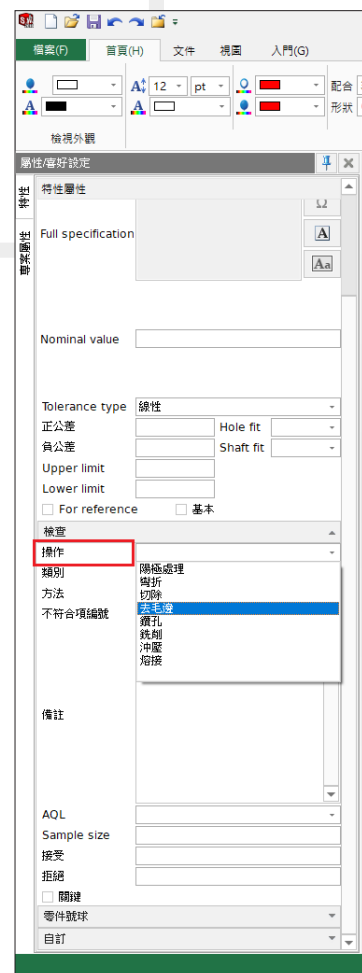 檔案(F) 首頁(H) 文件 視圖 入門(G)
12 pt 配合
形狀
檢視外觀
屬性/喜好設定
特性
專案屬性
特性屬性
Ω
Full specification A
Aa
Nominal value
Tolerance type 線性
正公差 Hole fit
負公差 Shaft fit
Upper limit
Lower limit
For reference 基本
檢查
操作
類別 陽極處理
彎折
方法 切除
去毛邊
不符合項編號 鑽孔
銑削
沖壓
熔接
備註
AQL
Sample size
接受
拒絕
關鍵
零件號球
自訂